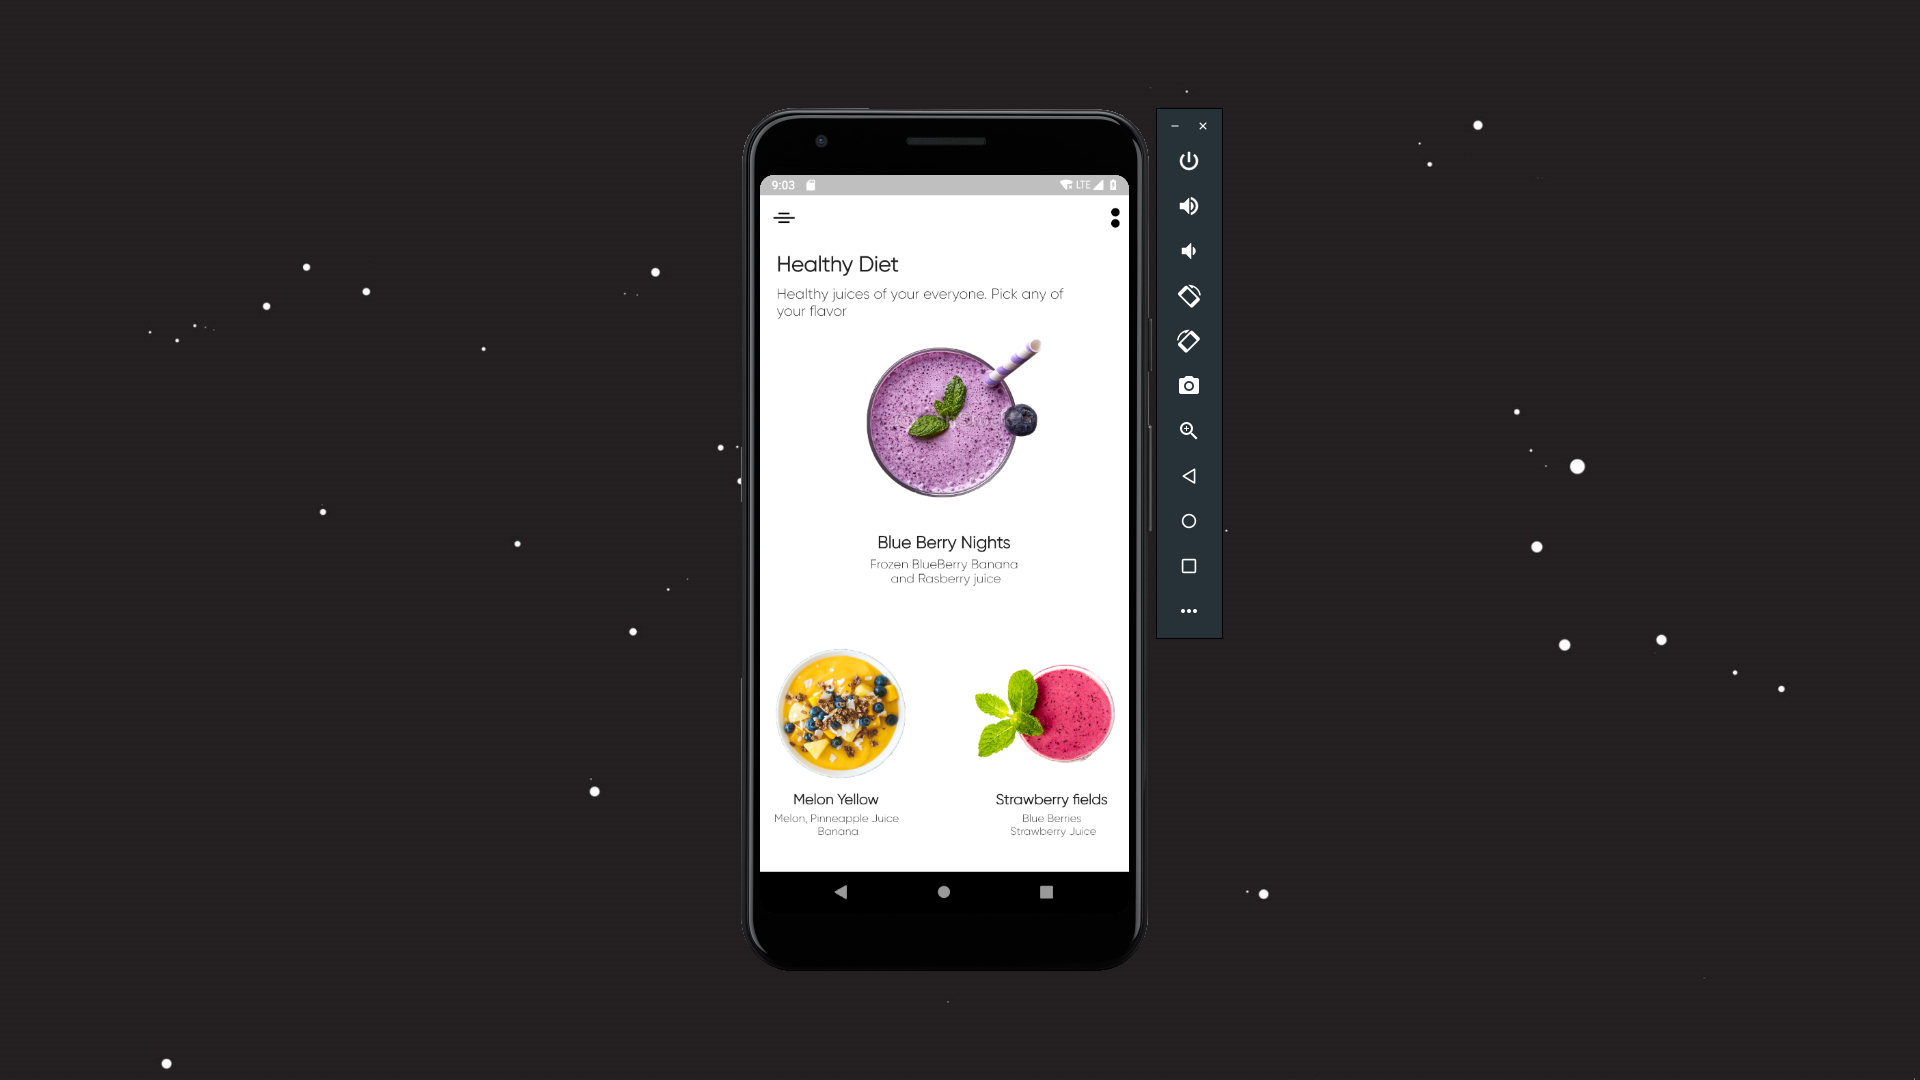 9:03
LTE
Healthy Diet
Healthy juices of your everyone. Pick any of
your flavor
Blue Berry Nights
Frozen BlueBerry Banana
and Rasberry juice
Melon Yellow
Melon, Pinneapple Juice
Banana
Strawberry fields
Blue Berries
Strawberry Juice